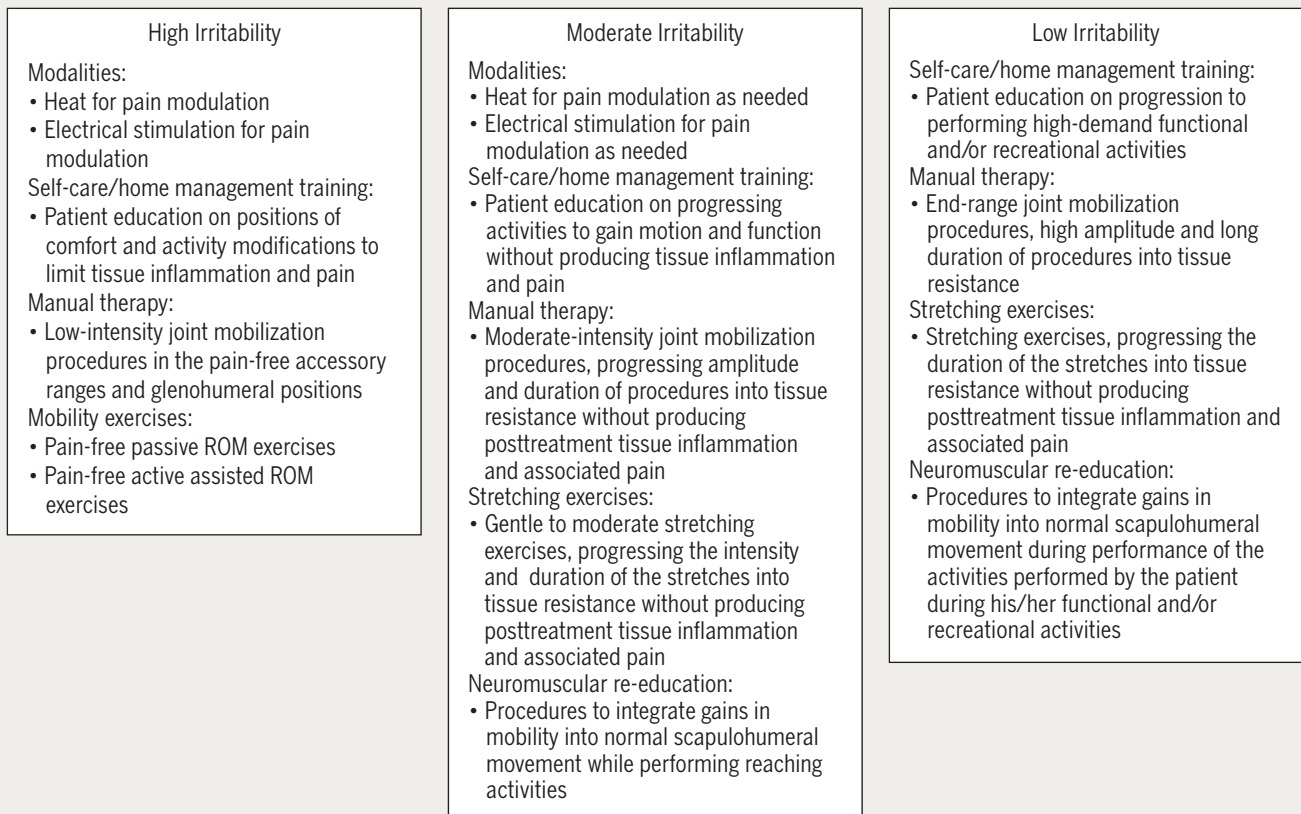 High Irritability
Modalities:
• Heat for pain modulation
• Electrical stimulation for pain
modulation
Self-care/home management training:
• Patient education on positions of
comfort and activity modifications to
limit tissue inflammation and pain
Manual therapy:
• Low-intensity joint mobilization
procedures in the pain-free accessory
ranges and glenohumeral positions
Mobility exercises:
• Pain-free passive ROM exercises
• Pain-free active assisted ROM
exercises
Moderate Irritability
Modalities:
• Heat for pain modulation as needed
• Electrical stimulation for pain
modulation as needed
Self-care/home management training:
• Patient education on progressing
activities to gain motion and function
without producing tissue inflammation
and pain
Manual therapy:
• Moderate-intensity joint mobilization
procedures, progressing amplitude
and duration of procedures into tissue
resistance without producing
posttreatment tissue inflammation
and associated pain
Stretching exercises:
• Gentle to moderate stretching
exercises, progressing the intensity
and duration of the stretches into
tissue resistance without producing
posttreatment tissue inflammation
and associated pain
Neuromuscular re-education:
• Procedures to integrate gains in
mobility into normal scapulohumeral
movement while performing reaching
activities
Low Irritability
Self-care/home management training:
• Patient education on progression to
performing high-demand functional
and/or recreational activities
Manual therapy:
• End-range joint mobilization
procedures, high amplitude and long
duration of procedures into tissue
resistance
Stretching exercises:
• Stretching exercises, progressing the
duration of the stretches into tissue
resistance without producing
posttreatment tissue inflammation and
associated pain
Neuromuscular re-education:
• Procedures to integrate gains in
mobility into normal scapulohumeral
movement during performance of the
activities performed by the patient
during his/her functional and/or
recreational activities